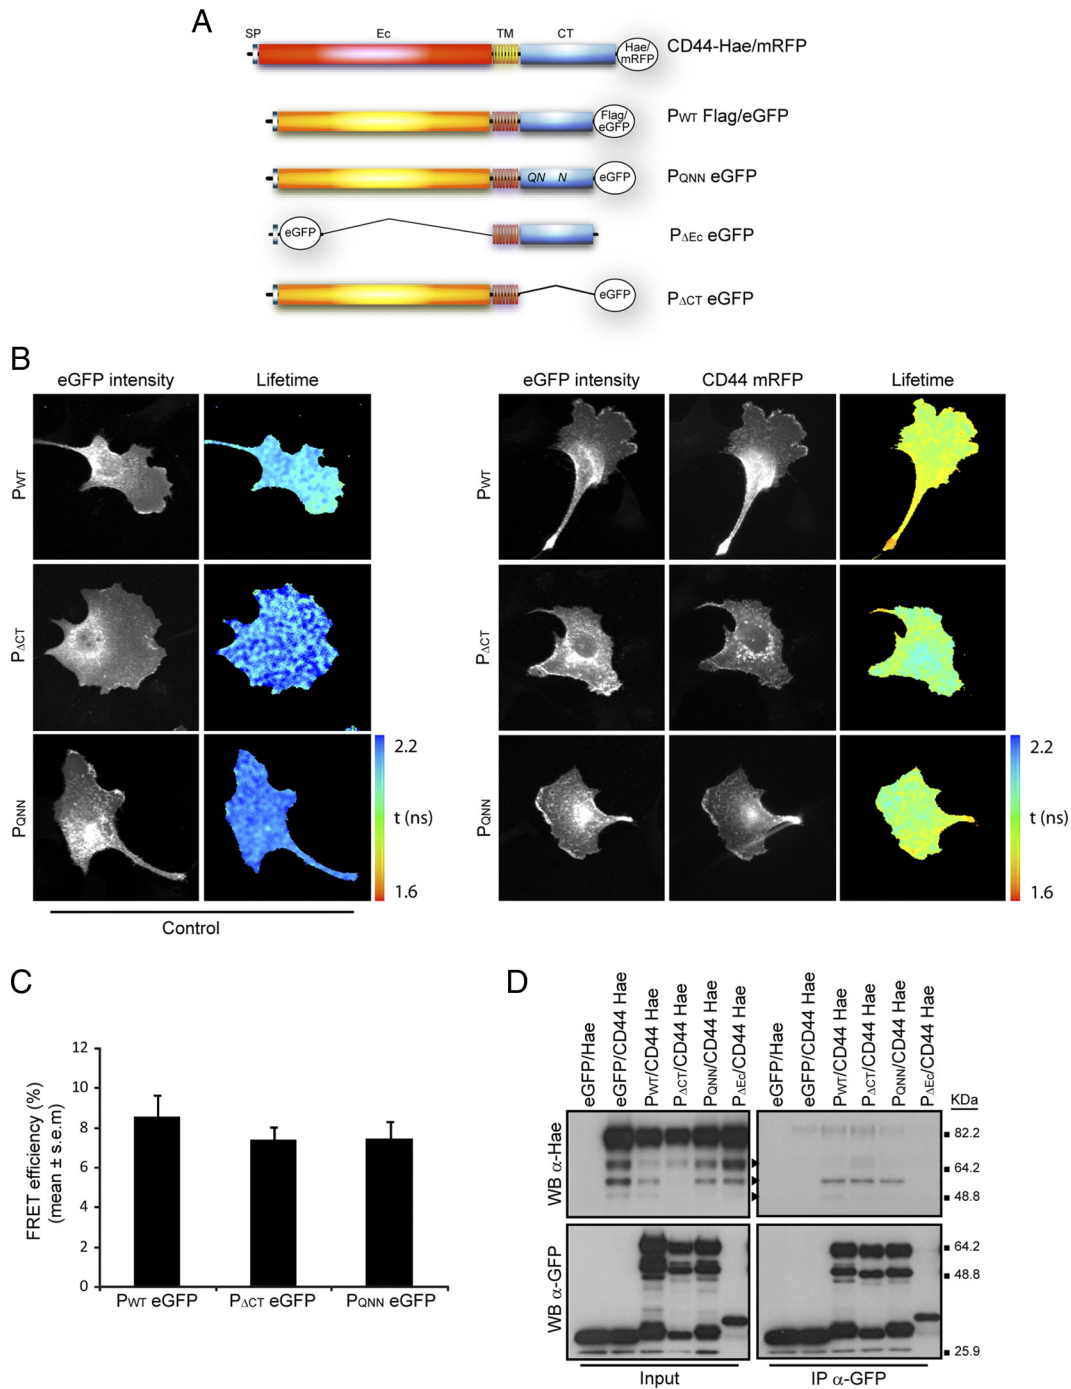 A
SP Ec TM CT
Hae/
mRFP
CD44-Hae/mRFP
Flag/
eGFP
PWT Flag/eGFP
QN N
eGFP
PQNN eGFP
eGFP
PΔEc eGFP
eGFP
PΔCT eGFP
B
eGFP intensity Lifetime
eGFP intensity CD44 mRFP Lifetime
PWT
PWT
PΔCT
PΔCT
PQNN
2.2
t (ns)
1.6
PQNN
2.2
t (ns)
1.6
Control
C
FRET efficiency (%)
(mean ± s.e.m)
12
10
8
6
4
2
0
PWT eGFP PΔCT eGFP PQNN eGFP
D
eGFP/Hae
eGFP/CD44 Hae
PWT/CD44 Hae
PΔCT/CD44 Hae
PQNN/CD44 Hae
PΔEc/CD44 Hae
eGFP/Hae
eGFP/CD44 Hae
PWT/CD44 Hae
PΔCT/CD44 Hae
PQNN/CD44 Hae
PΔEc/CD44 Hae
KDa
WB α-Hae
82.2
64.2
48.8
WB α-GFP
64.2
48.8
25.9
Input IP α-GFP